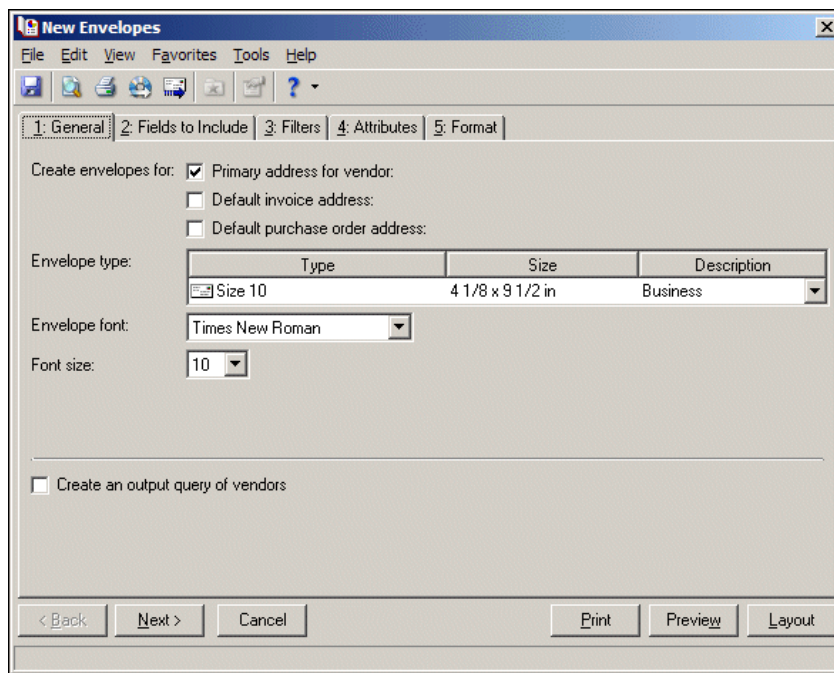 New Envelopes
File Edit View Favorites Tools Help
1: General 2: Fields to Include 3: Filters 4: Attributes 5: Format
Create envelopes for: Primary address for vendor:
Default invoice address:
Default purchase order address:
Envelope type: Type Size Description
Size 10 4 1/8 x 9 1/2 in Business
Envelope font: Times New Roman
Font size: 10
Create an output query of vendors
< Back Next > Cancel Print Preview Layout